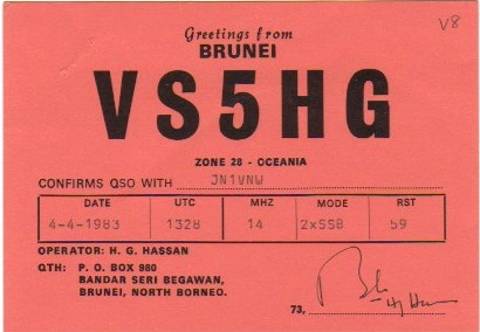 V8
Greetings from
BRUNEI
VS5HG
ZONE 28 - OCEANIA
CONFIRMS QSO WITH JN1VNW
DATE UTC MHZ MODE RST
4-4-1983 1328 14 2xSSB 59
OPERATOR: H. G. HASSAN
QTH: P. O. BOX 980
BANDAR SERI BEGAWAN,
BRUNEI, NORTH BORNEO.
73,